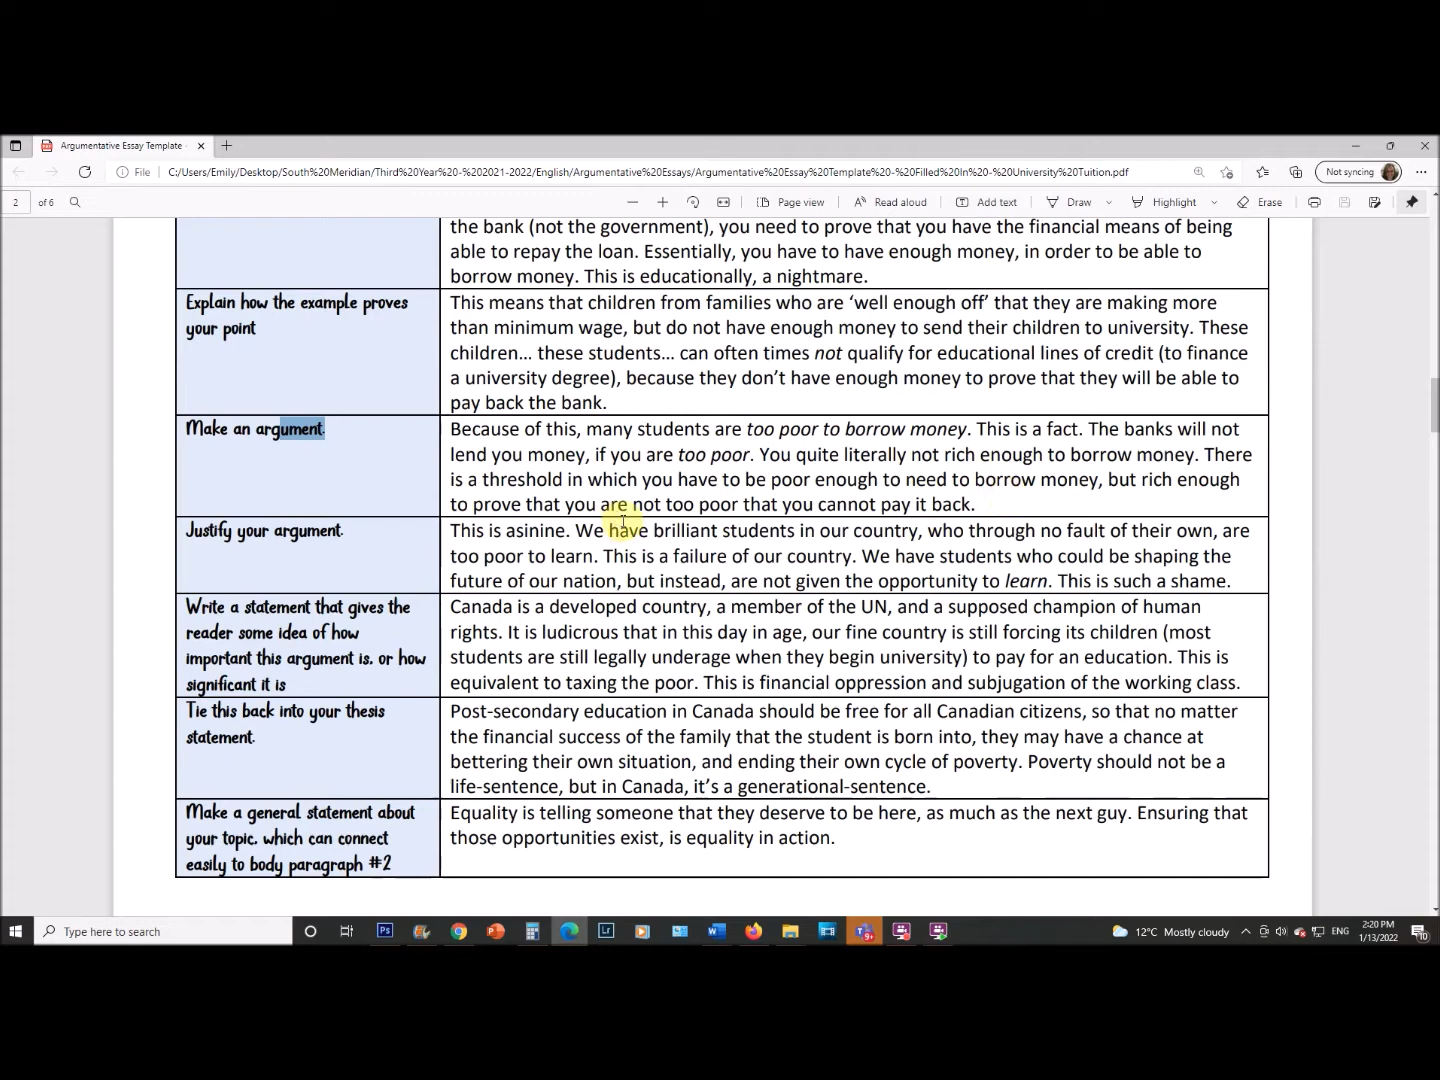 Argumentative Essay Template
File C:/Users/Emily/Desktop/South%20Meridian/Third%20Year%20-%202021-2022/English/Argumentative%20Essays/Argumentative%20Essay%20Template%20-%20Filled%20In%20-%20University%20Tuition.pdf Not syncing
2 of 6 Page view Read aloud Add text Draw Highlight Erase
the bank (not the government), you need to prove that you have the financial means of being
able to repay the loan. Essentially, you have to have enough money, in order to be able to
borrow money. This is educationally, a nightmare.
Explain how the example proves
your point
This means that children from families who are ‘well enough off’ that they are making more
than minimum wage, but do not have enough money to send their children to university. These
children… these students… can often times not qualify for educational lines of credit (to finance
a university degree), because they don’t have enough money to prove that they will be able to
pay back the bank.
Make an argument.
Because of this, many students are too poor to borrow money. This is a fact. The banks will not
lend you money, if you are too poor. You quite literally not rich enough to borrow money. There
is a threshold in which you have to be poor enough to need to borrow money, but rich enough
to prove that you are not too poor that you cannot pay it back.
Justify your argument.
This is asinine. We have brilliant students in our country, who through no fault of their own, are
too poor to learn. This is a failure of our country. We have students who could be shaping the
future of our nation, but instead, are not given the opportunity to learn. This is such a shame.
Write a statement that gives the
reader some idea of how
important this argument is, or how
significant it is
Canada is a developed country, a member of the UN, and a supposed champion of human
rights. It is ludicrous that in this day in age, our fine country is still forcing its children (most
students are still legally underage when they begin university) to pay for an education. This is
equivalent to taxing the poor. This is financial oppression and subjugation of the working class.
Tie this back into your thesis
statement.
Post-secondary education in Canada should be free for all Canadian citizens, so that no matter
the financial success of the family that the student is born into, they may have a chance at
bettering their own situation, and ending their own cycle of poverty. Poverty should not be a
life-sentence, but in Canada, it’s a generational-sentence.
Make a general statement about
your topic, which can connect
easily to body paragraph #2
Equality is telling someone that they deserve to be here, as much as the next guy. Ensuring that
those opportunities exist, is equality in action.
Type here to search
Ps
Lr
9+
12°C Mostly cloudy
ENG
2:20 PM
1/13/2022
10